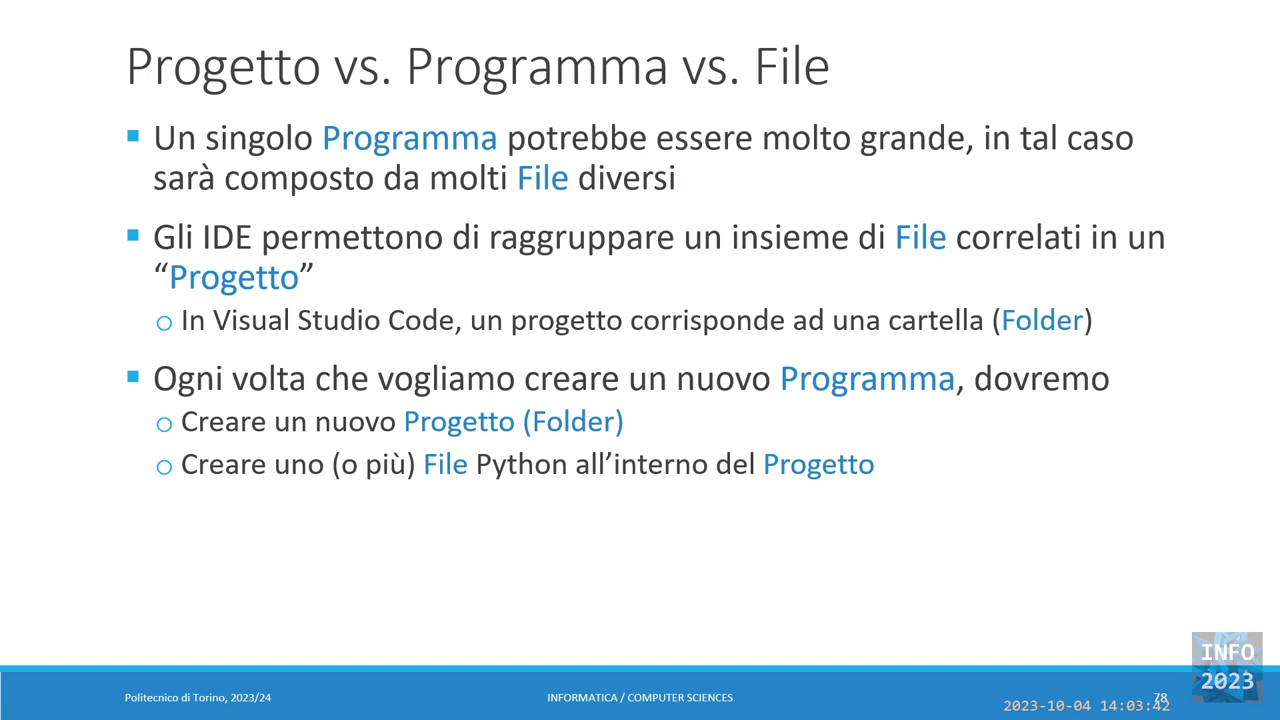 Progetto vs. Programma vs. File
▪ Un singolo Programma potrebbe essere molto grande, in tal caso
sarà composto da molti File diversi
▪ Gli IDE permettono di raggruppare un insieme di File correlati in un
“Progetto”
o In Visual Studio Code, un progetto corrisponde ad una cartella (Folder)
▪ Ogni volta che vogliamo creare un nuovo Programma, dovremo
o Creare un nuovo Progetto (Folder)
o Creare uno (o più) File Python all’interno del Progetto
INFO
2023
Politecnico di Torino, 2023/24
INFORMATICA / COMPUTER SCIENCES
78
2023-10-04 14:03:42